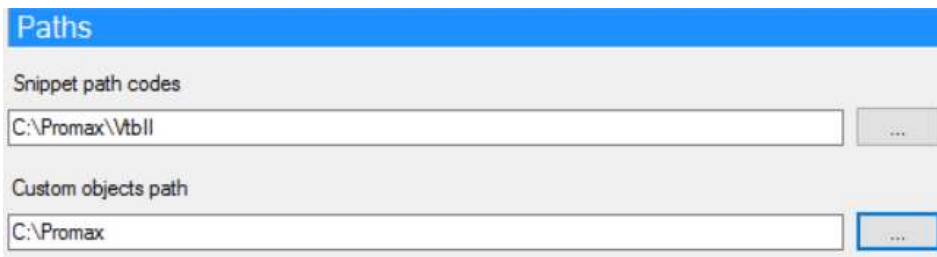 Paths
Snippet path codes
C:\Promax\VtbII
...
Custom objects path
C:\Promax
...